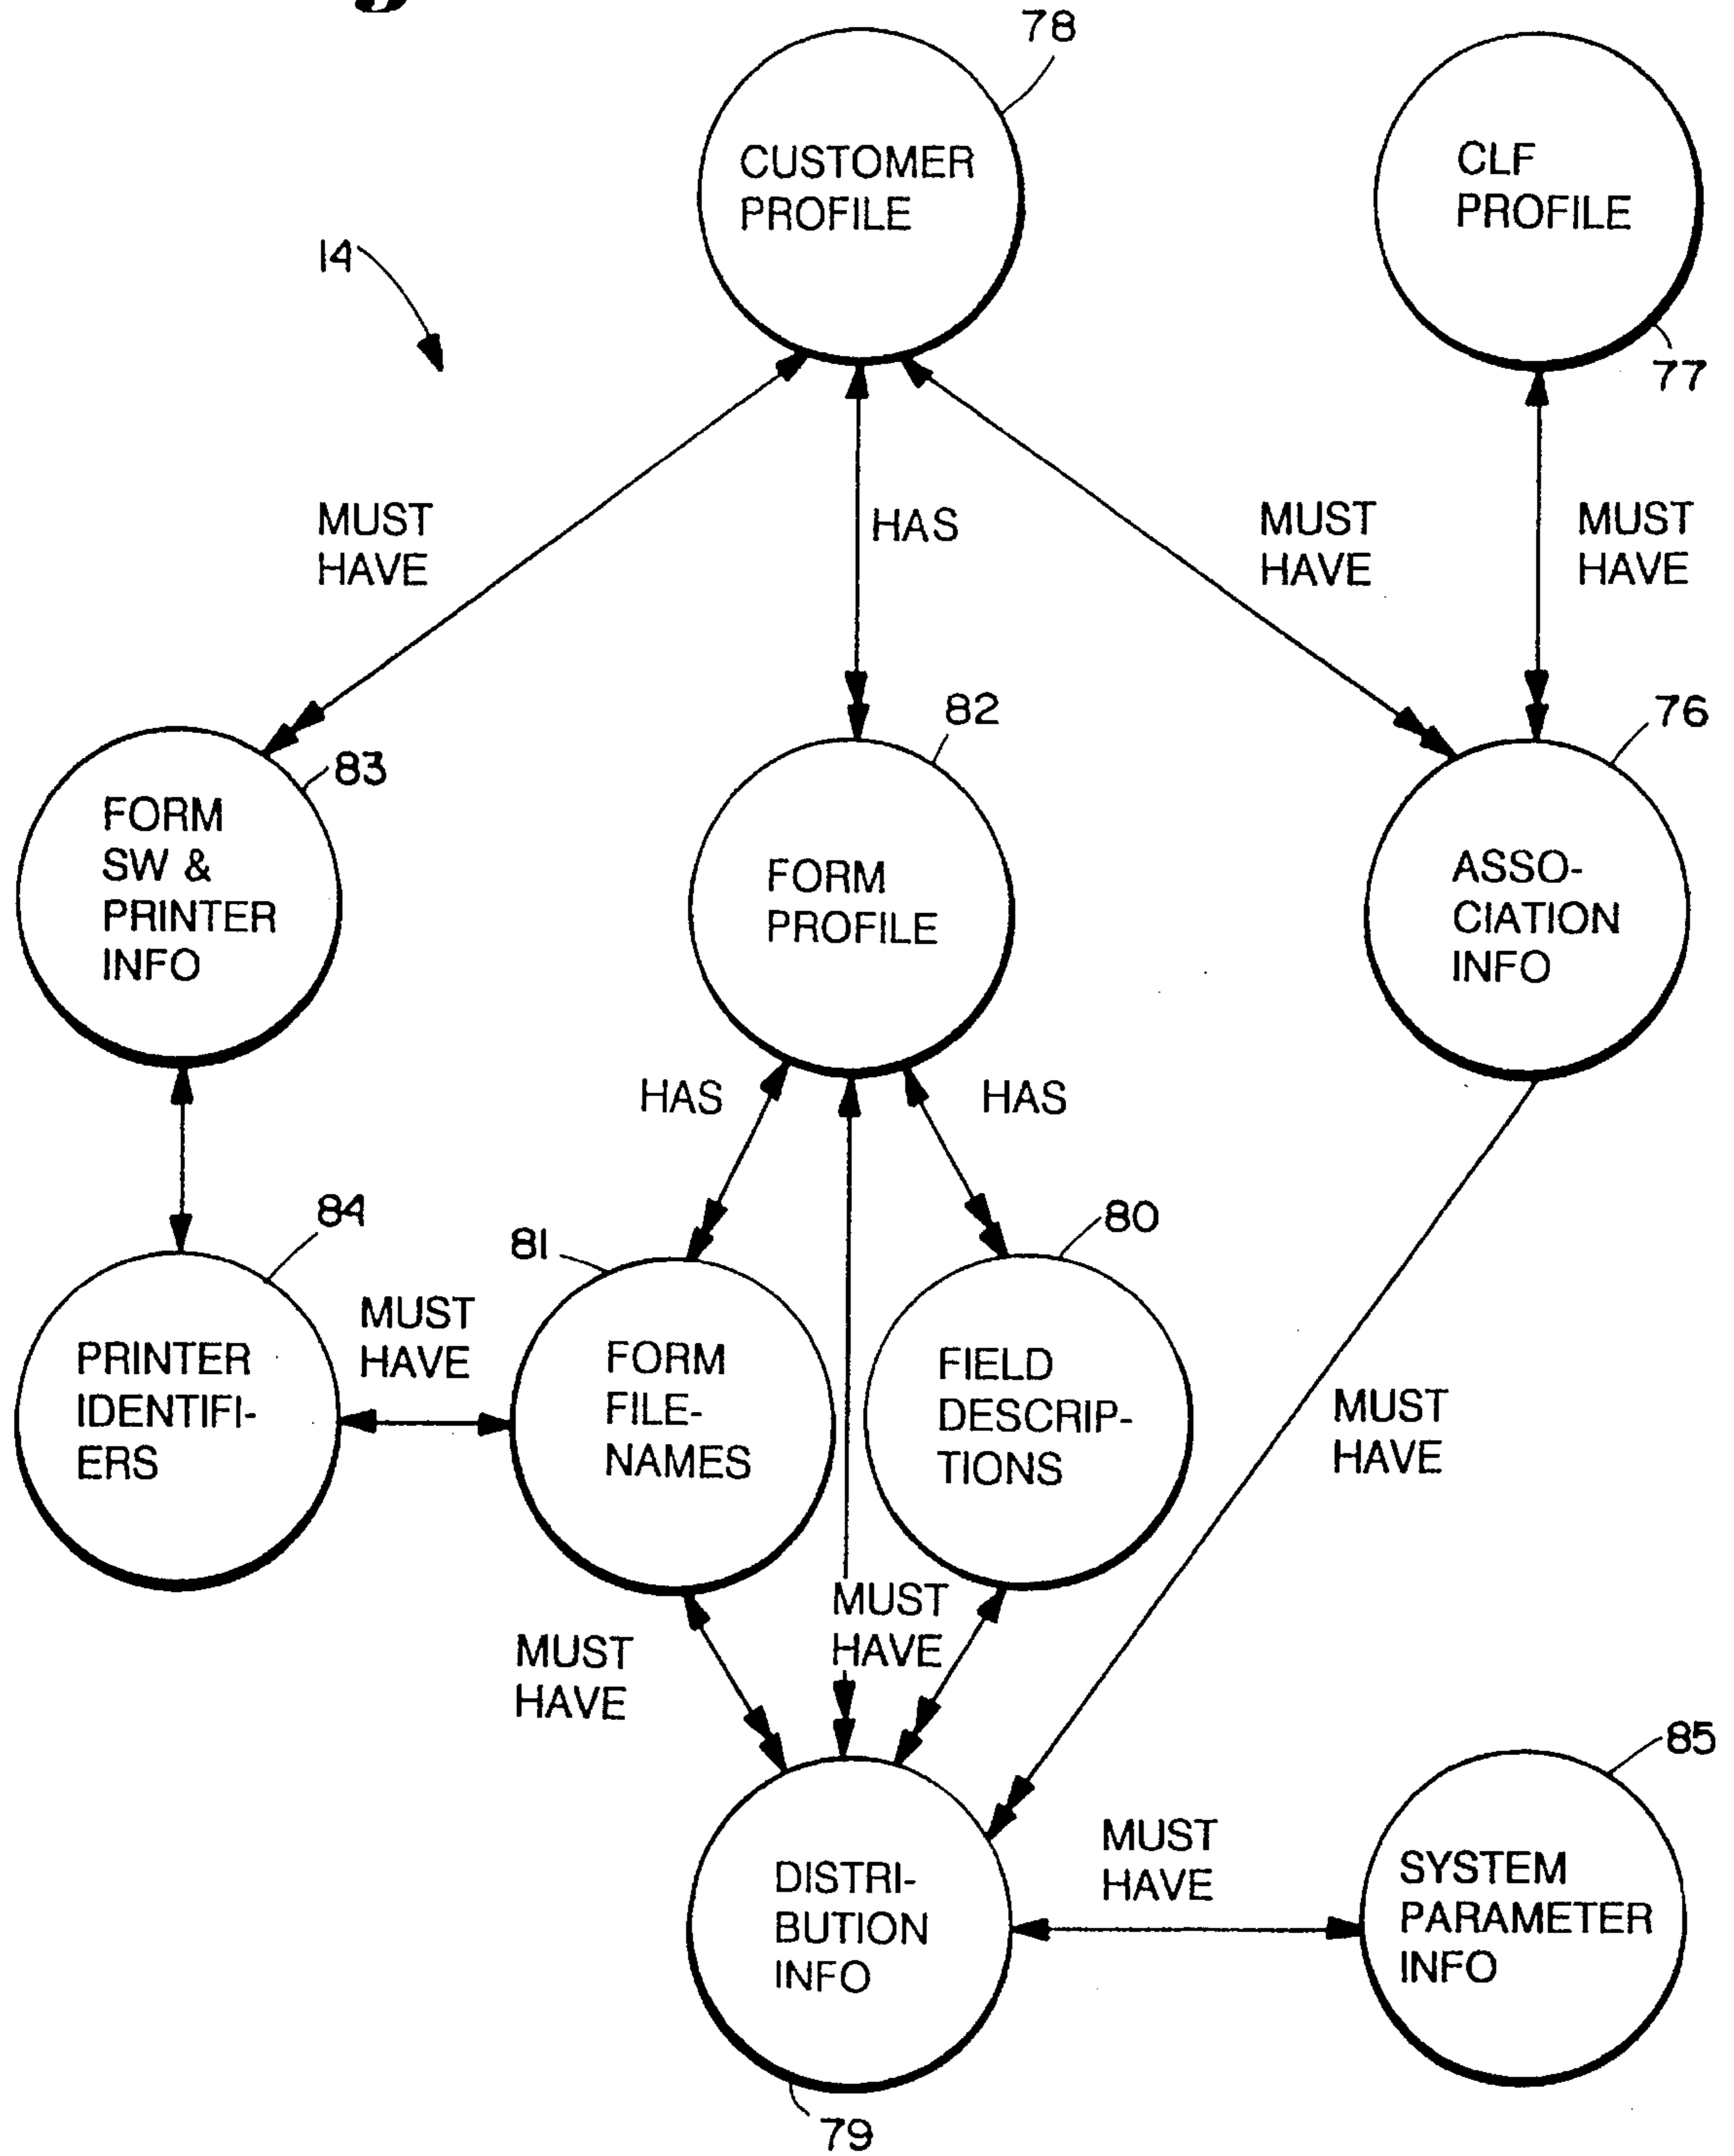 78
CUSTOMER
PROFILE
CLF
PROFILE
14
77
MUST
HAVE
HAS
MUST
HAVE
MUST
HAVE
82
76
83
FORM
SW &
PRINTER
INFO
FORM
PROFILE
ASSO-
CIATION
INFO
HAS
HAS
84
81
80
PRINTER
IDENTIFI-
ERS
MUST
HAVE
FORM
FILE-
NAMES
FIELD
DESCRIP-
TIONS
MUST
HAVE
MUST
HAVE
MUST
HAVE
85
DISTRI-
BUTION
INFO
MUST
HAVE
SYSTEM
PARAMETER
INFO
79